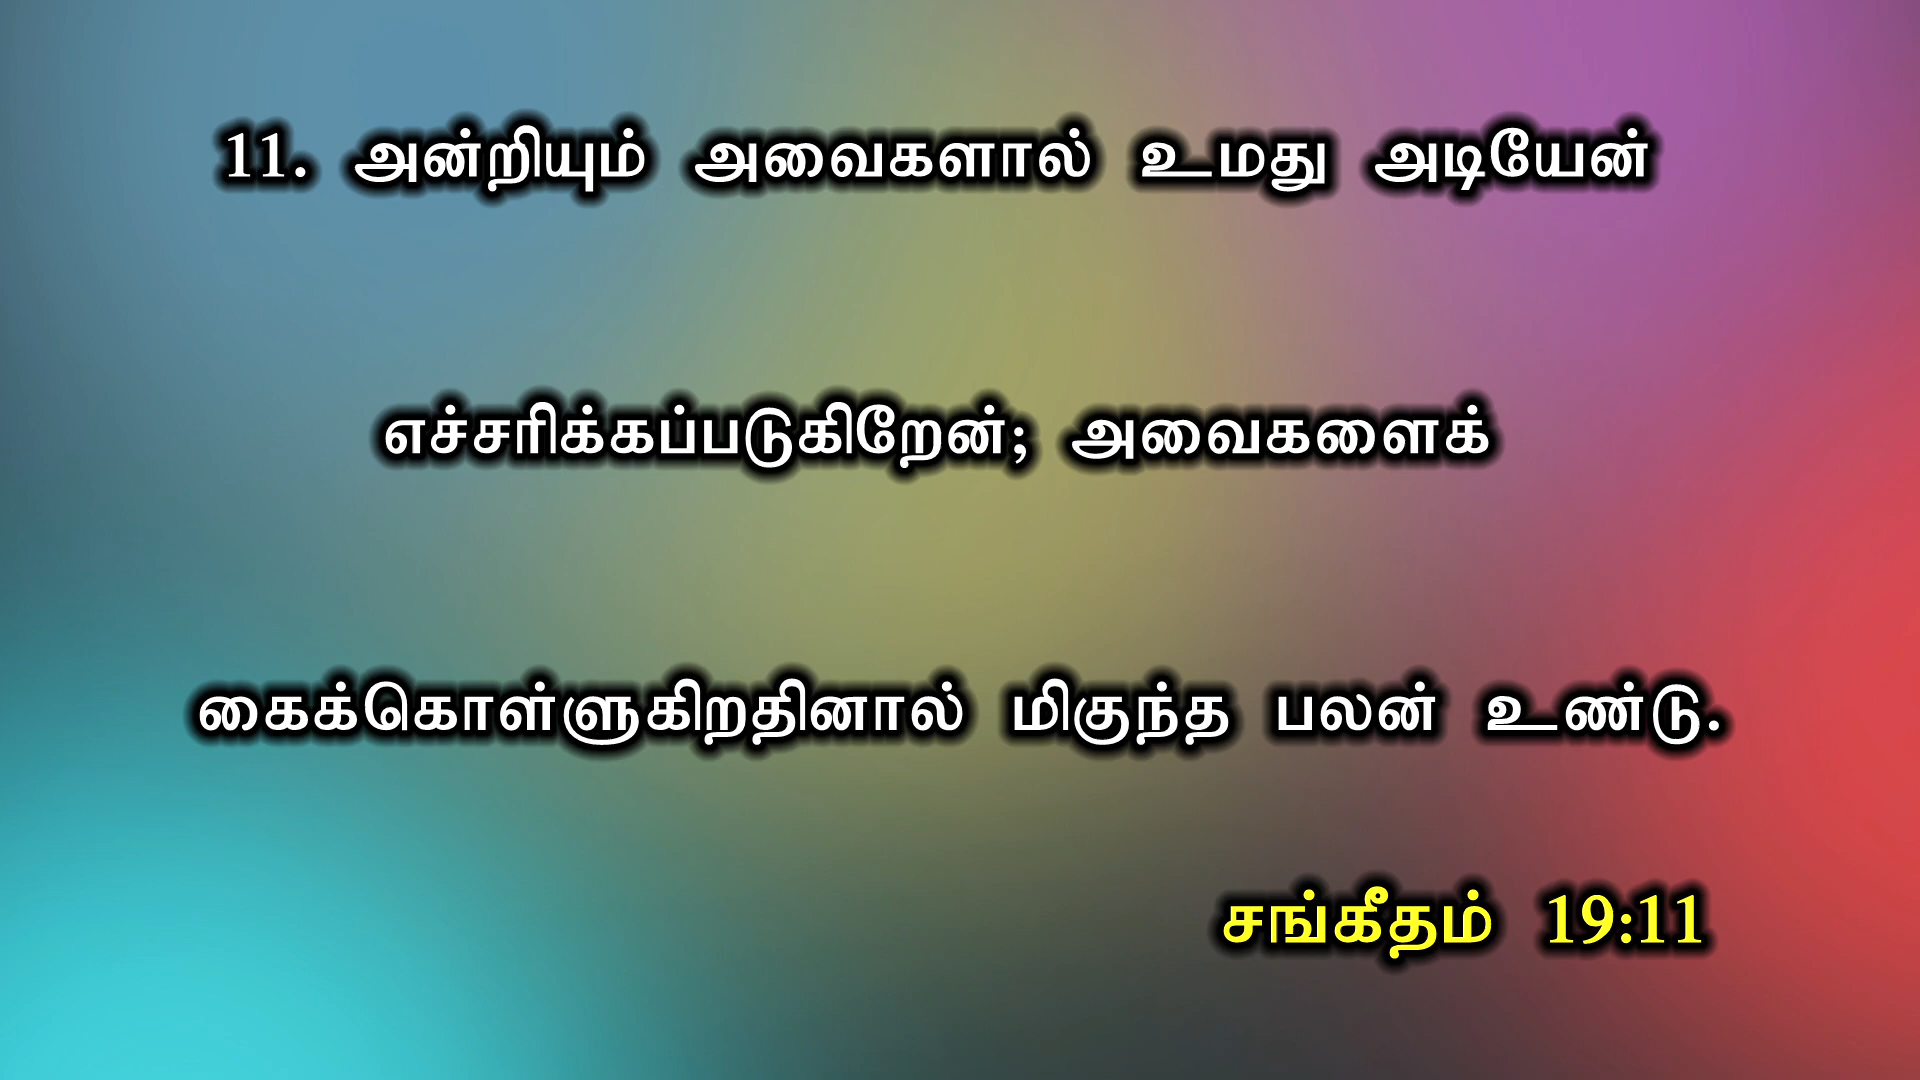 11. அன்றியும் அவைகளால் உமது அடியேன்
எச்சரிக்கப்படுகிறேன்; அவைகளைக்
கைக்கொள்ளுகிறதினால் மிகுந்த பலன் உண்டு.
சங்கீதம் 19:11